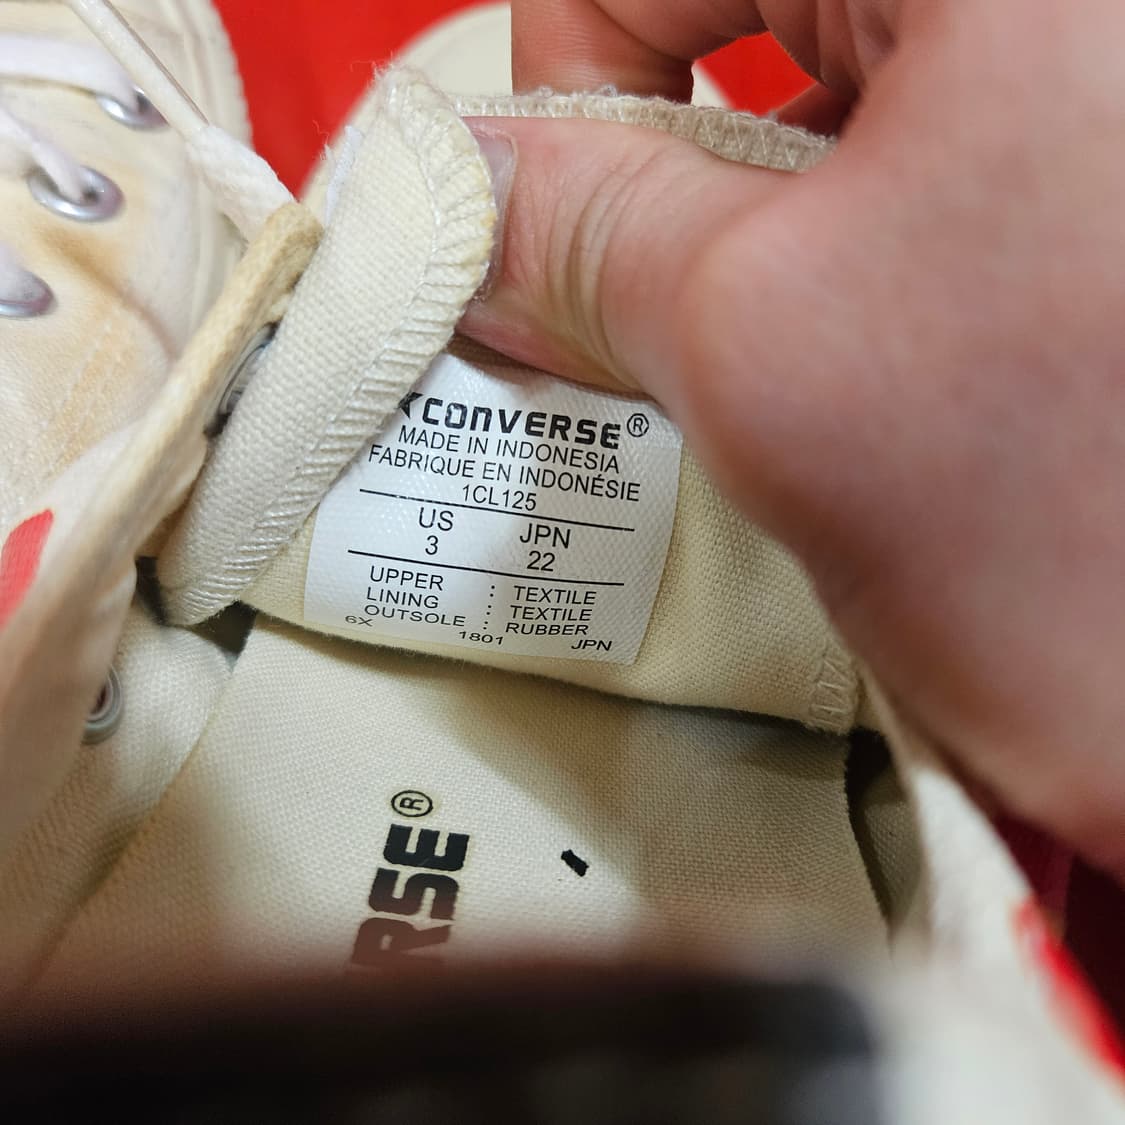 CONVERSE®
MADE IN INDONESIA
FABRIQUE EN INDONÉSIE
1CL125
US JPN
3 22
UPPER : TEXTILE
LINING : TEXTILE
OUTSOLE : RUBBER
6X 1801 JPN
RSE®